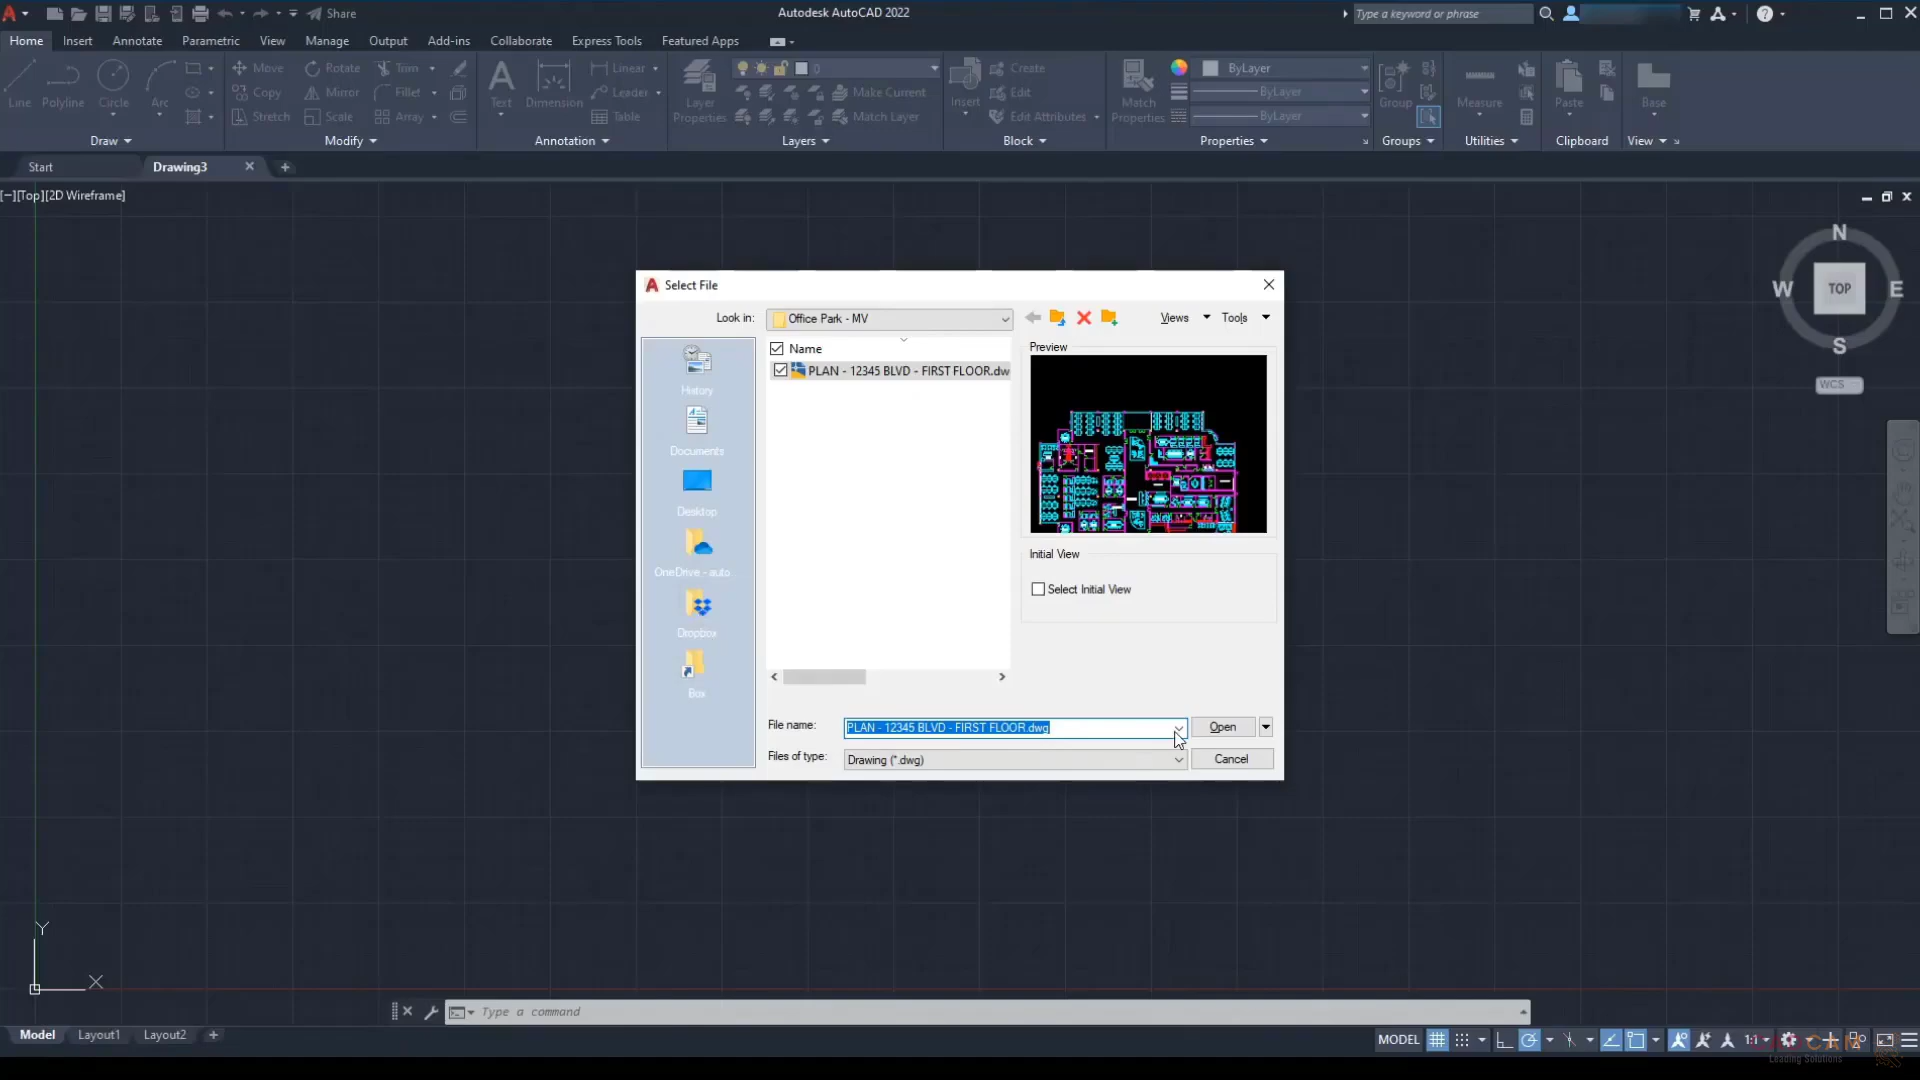 Share
Autodesk AutoCAD 2022
Type a keyword or phrase
Home Insert Annotate Parametric View Manage Output Add-ins Collaborate Express Tools Featured Apps
Line Polyline Circle Arc
Move Rotate Trim
Copy Mirror Fillet
Stretch Scale Array
Text Dimension
Linear
Leader
Table
Layer Properties
0
Make Current
Match Layer
Insert
Create
Edit
Edit Attributes
Match Properties
ByLayer
ByLayer
ByLayer
Group
Measure
Paste
Base
Draw Modify Annotation Layers Block Properties Groups Utilities Clipboard View
Start Drawing3
[−][Top][2D Wireframe]
N
W TOP E
S
WCS
Select File
Look in: Office Park - MV
Views Tools
Name
PLAN - 12345 BLVD - FIRST FLOOR.dw
Preview
History
Documents
Desktop
OneDrive - auto
Dropbox
Box
Initial View
Select Initial View
File name: PLAN - 12345 BLVD - FIRST FLOOR.dwg Open
Files of type: Drawing (*.dwg) Cancel
Y
X
Type a command
Model Layout1 Layout2 +
MODEL 1:1
Leading Solutions